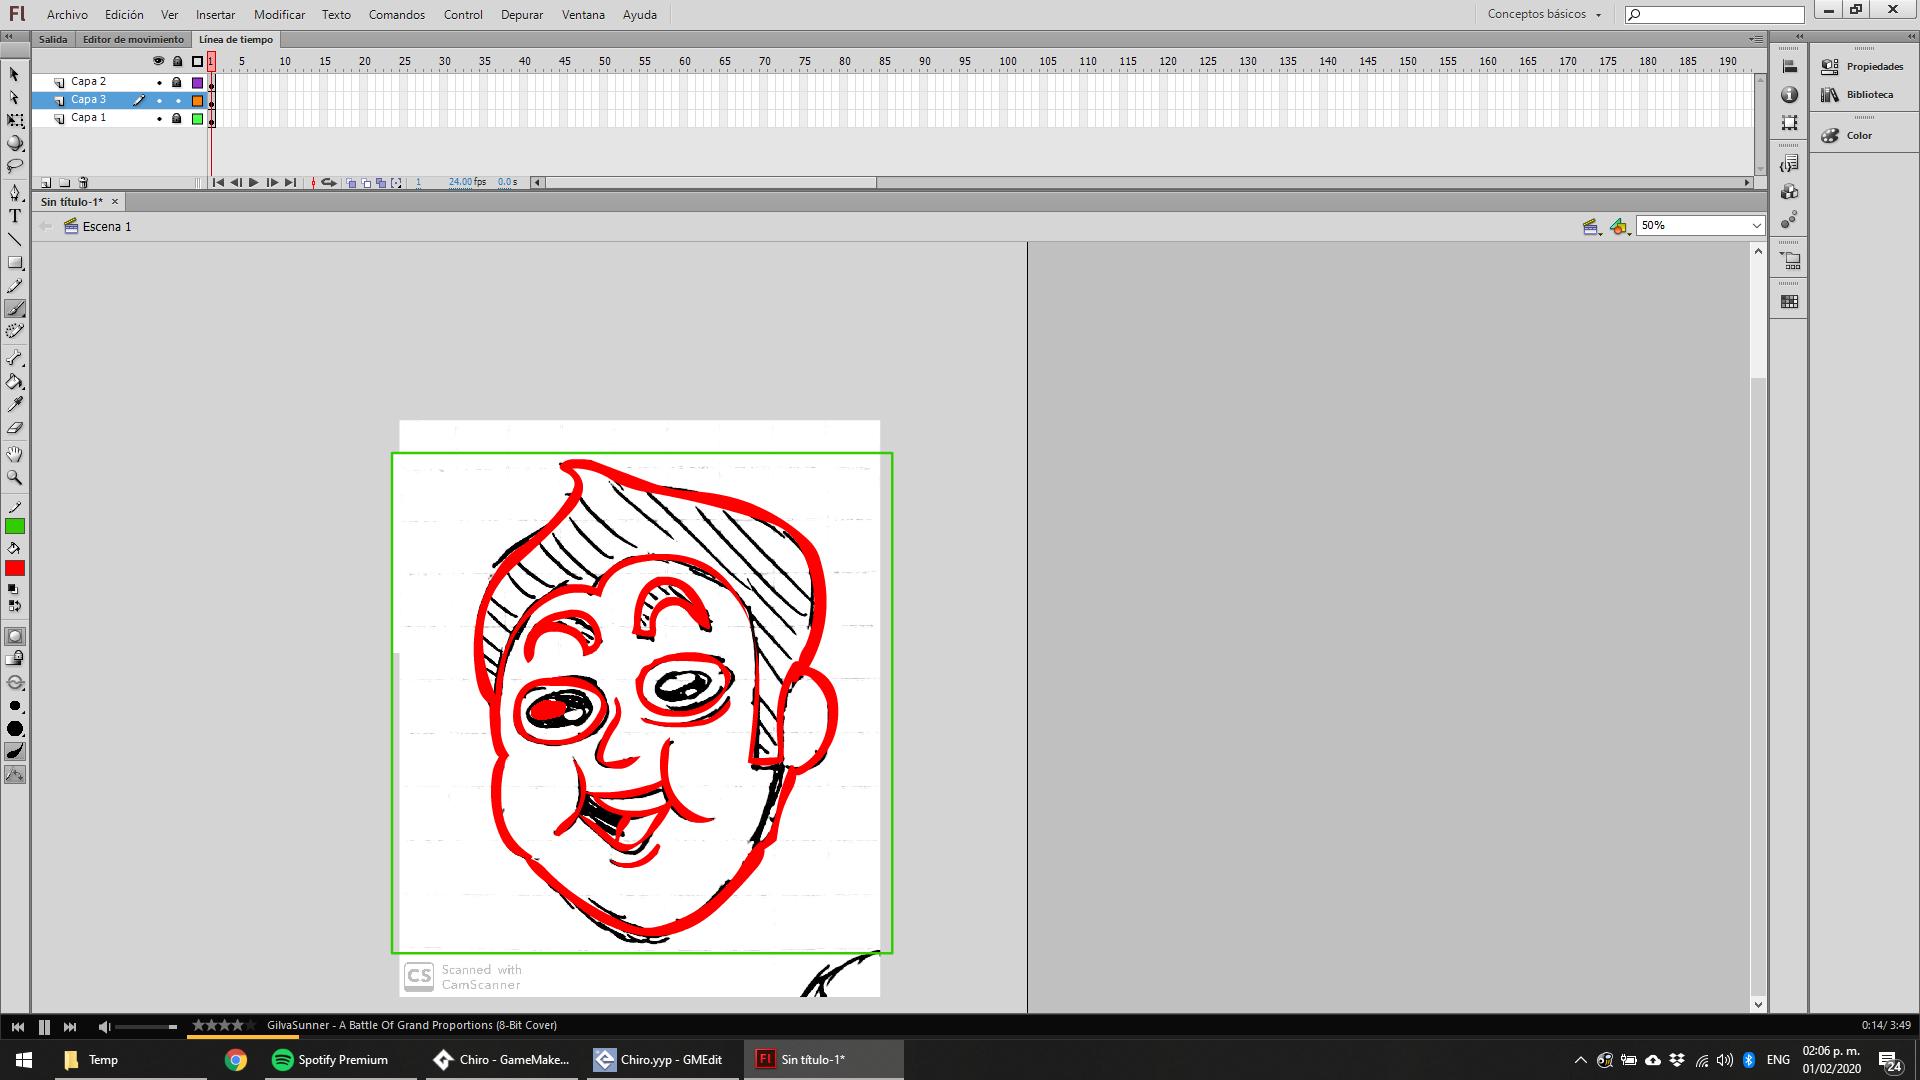 Fl Archivo Edición Ver Insertar Modificar Texto Comandos Control Depurar Ventana Ayuda Conceptos básicos
Salida Editor de movimiento Línea de tiempo
1 5 10 15 20 25 30 35 40 45 50 55 60 65 70 75 80 85 90 95 100 105 110 115 120 125 130 135 140 145 150 155 160 165 170 175 180 185 190
Capa 2
Capa 3
Capa 1
1 24.00 fps 0.0 s
Propiedades
Biblioteca
Color
Sin título-1*
Escena 1
50%
T
CS Scanned with
CamScanner
GilvaSunner - A Battle Of Grand Proportions (8-Bit Cover)
0:14/ 3:49
Temp
Spotify Premium
Chiro - GameMake...
Chiro.yyp - GMEdit
Fl Sin título-1*
ENG
02:06 p. m.
01/02/2020
24